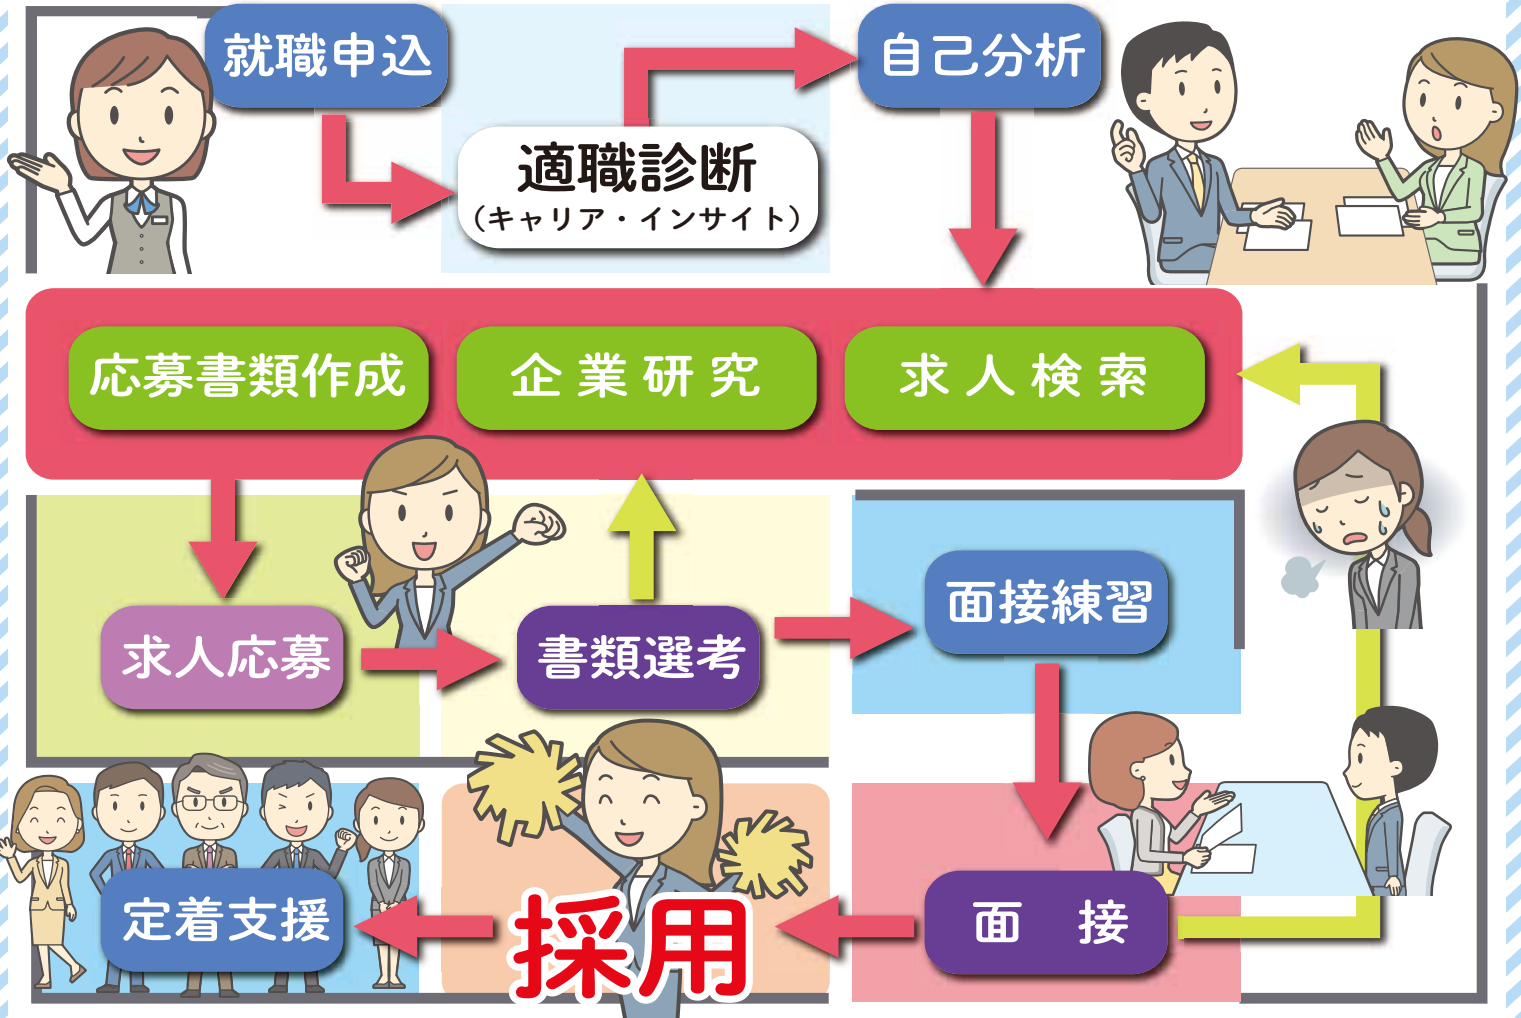 就職申込
適職診断
（キャリア・インサイト）
自己分析
応募書類作成
企業研究
求人検索
求人応募
書類選考
面接練習
面　接
採用
定着支援